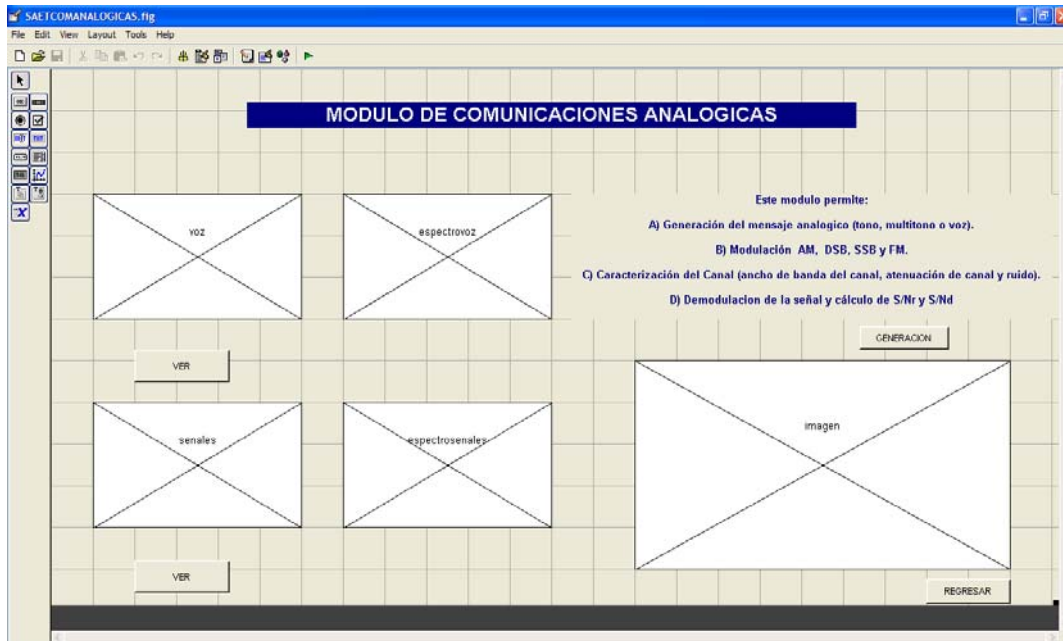 SAETCOMANALOGICAS.fig
File Edit View Layout Tools Help
MODULO DE COMUNICACIONES ANALOGICAS
voz
espectrovoz
Este modulo permite:
A) Generación del mensaje analogico (tono, multitono o voz).
B) Modulación AM, DSB, SSB y FM.
C) Caracterización del Canal (ancho de banda del canal, atenuación de canal y ruido).
D) Demodulacion de la señal y cálculo de S/Nr y S/Nd
GENERACION
VER
senales
espectrosenales
imagen
VER
REGRESAR